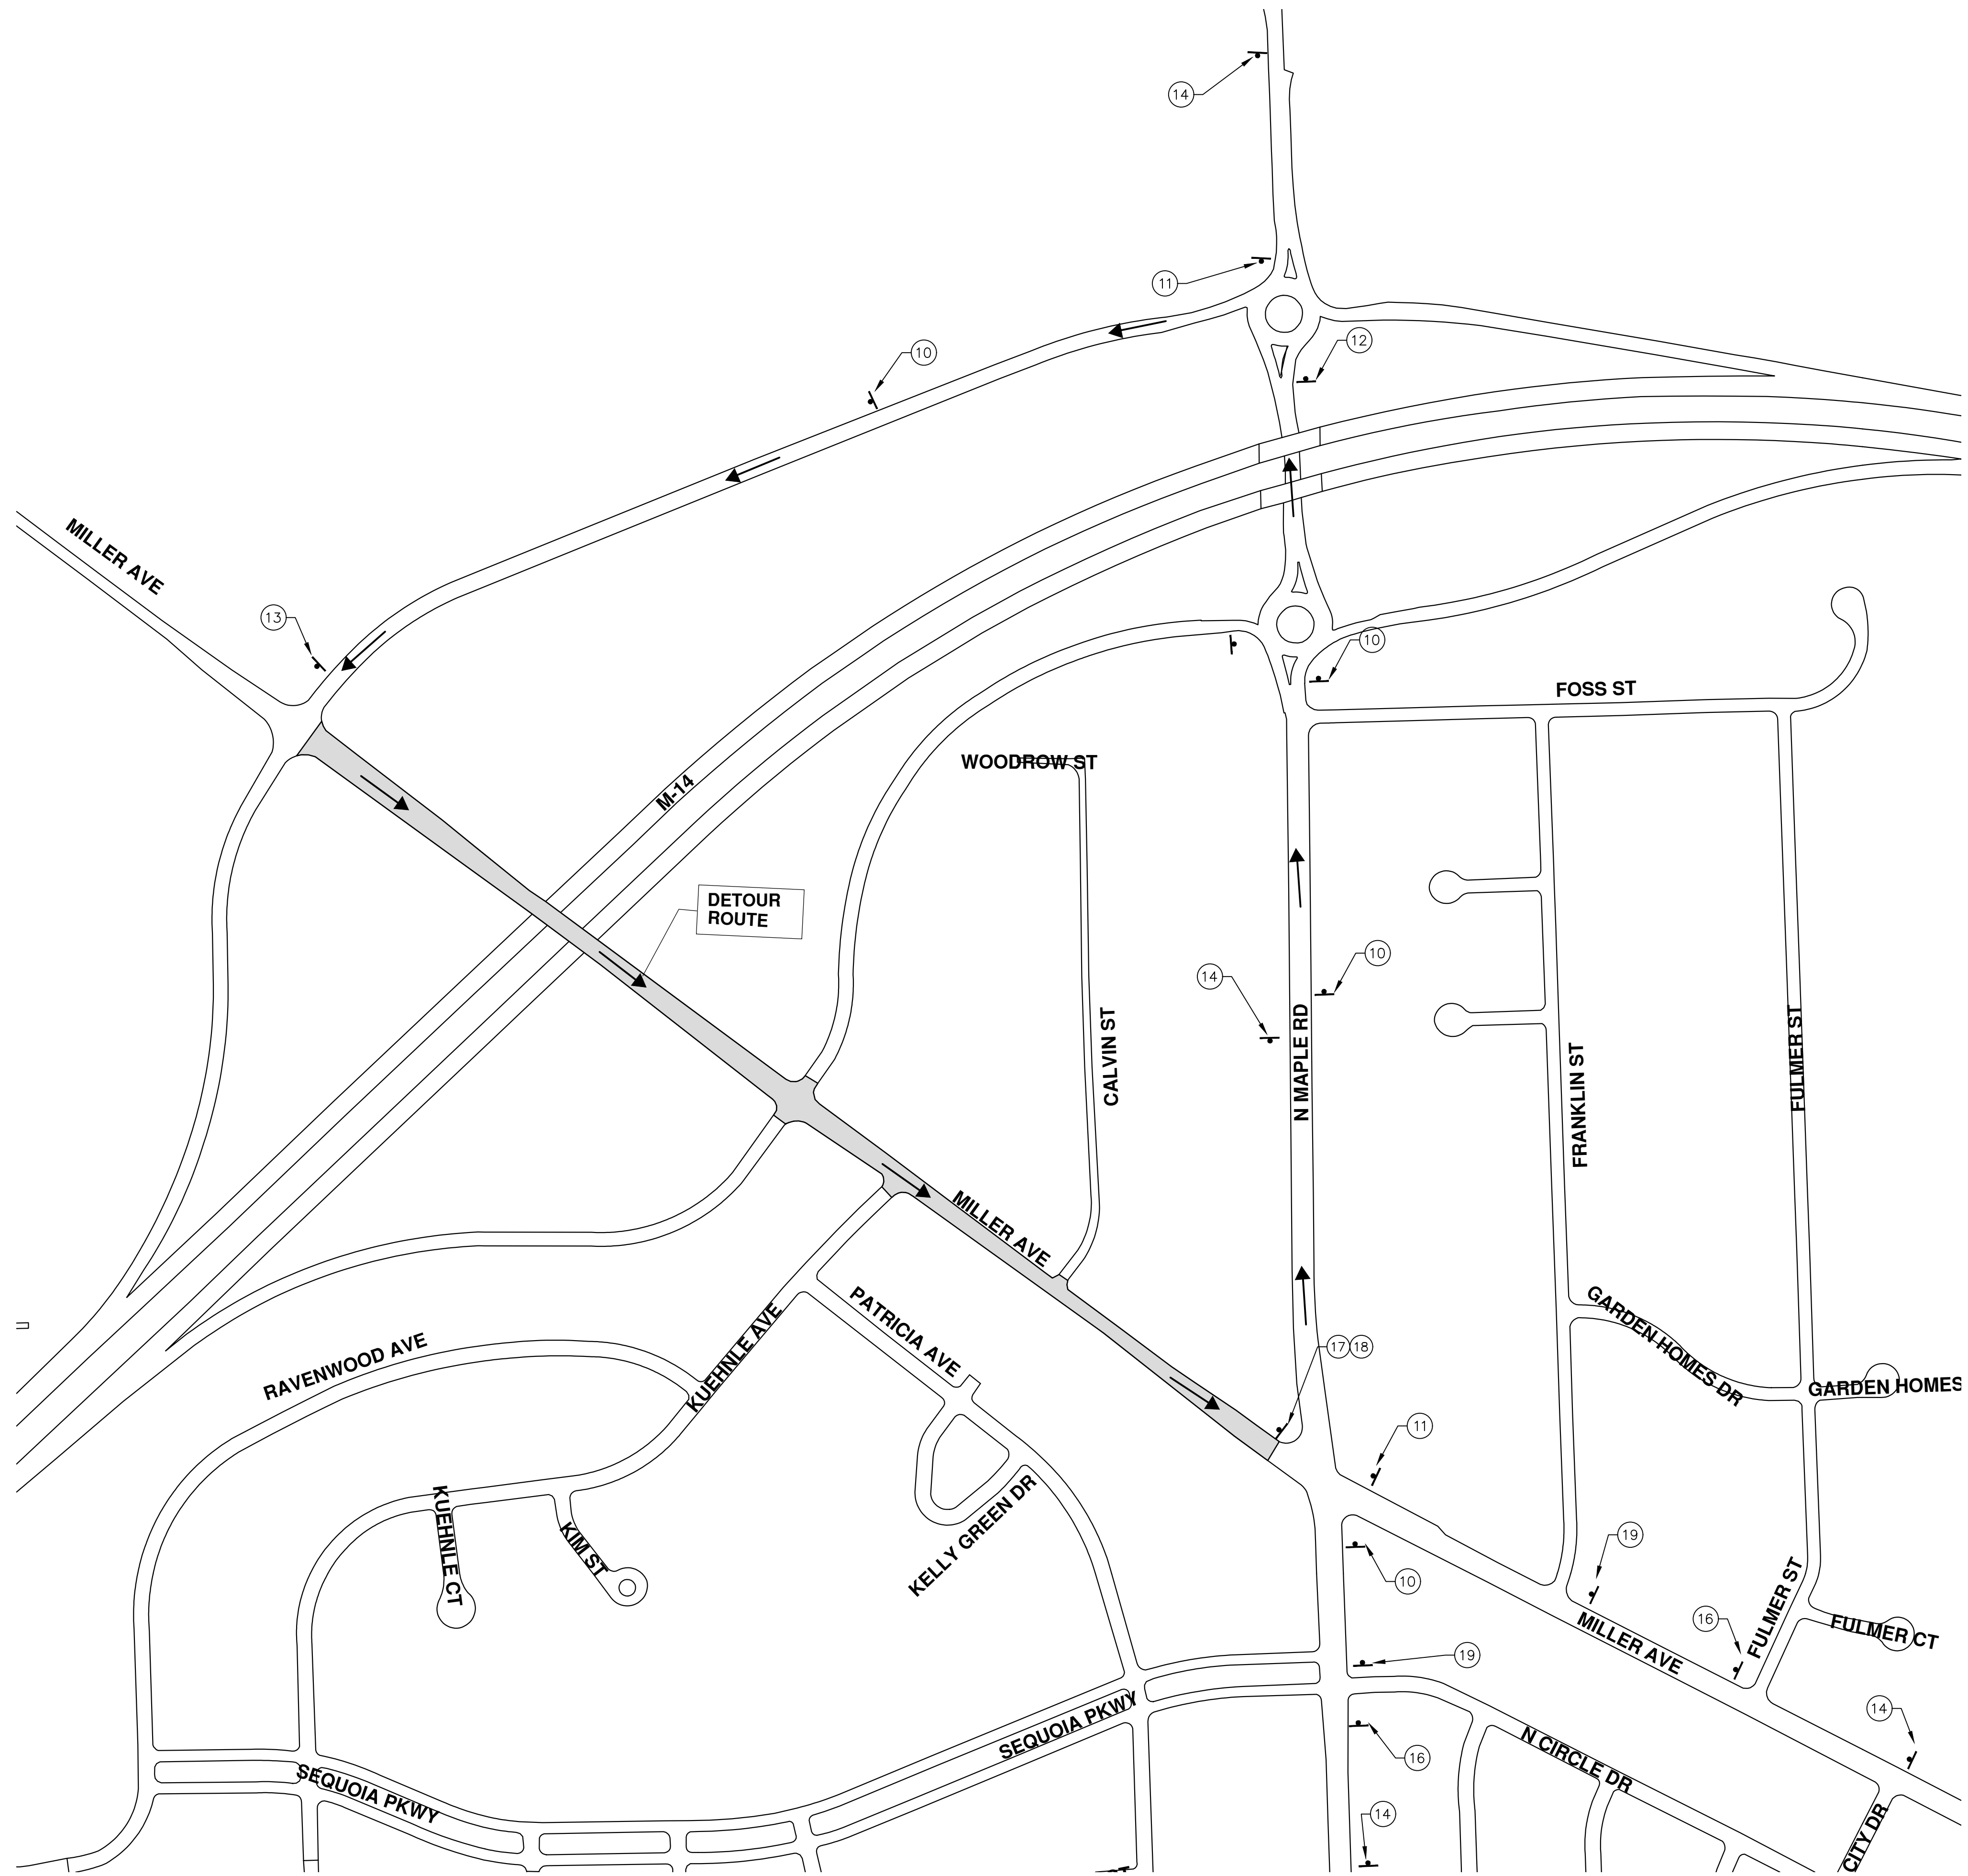 14
11
12
10
MILLER AVE
13
10
FOSS ST
WOODROW ST
M-14
DETOUR
ROUTE
14
10
N MAPLE RD
CALVIN ST
FRANKLIN ST
FULMER ST
MILLER AVE
GARDEN HOMES DR
GARDEN HOMES
PATRICIA AVE
KUEHNLE AVE
RAVENWOOD AVE
17
18
11
KUEHNLE CT
KIM ST
KELLY GREEN DR
10
19
16
FULMER ST
FULMER CT
MILLER AVE
19
SEQUOIA PKWY
SEQUOIA PKWY
16
N CIRCLE DR
14
14
CITY DR